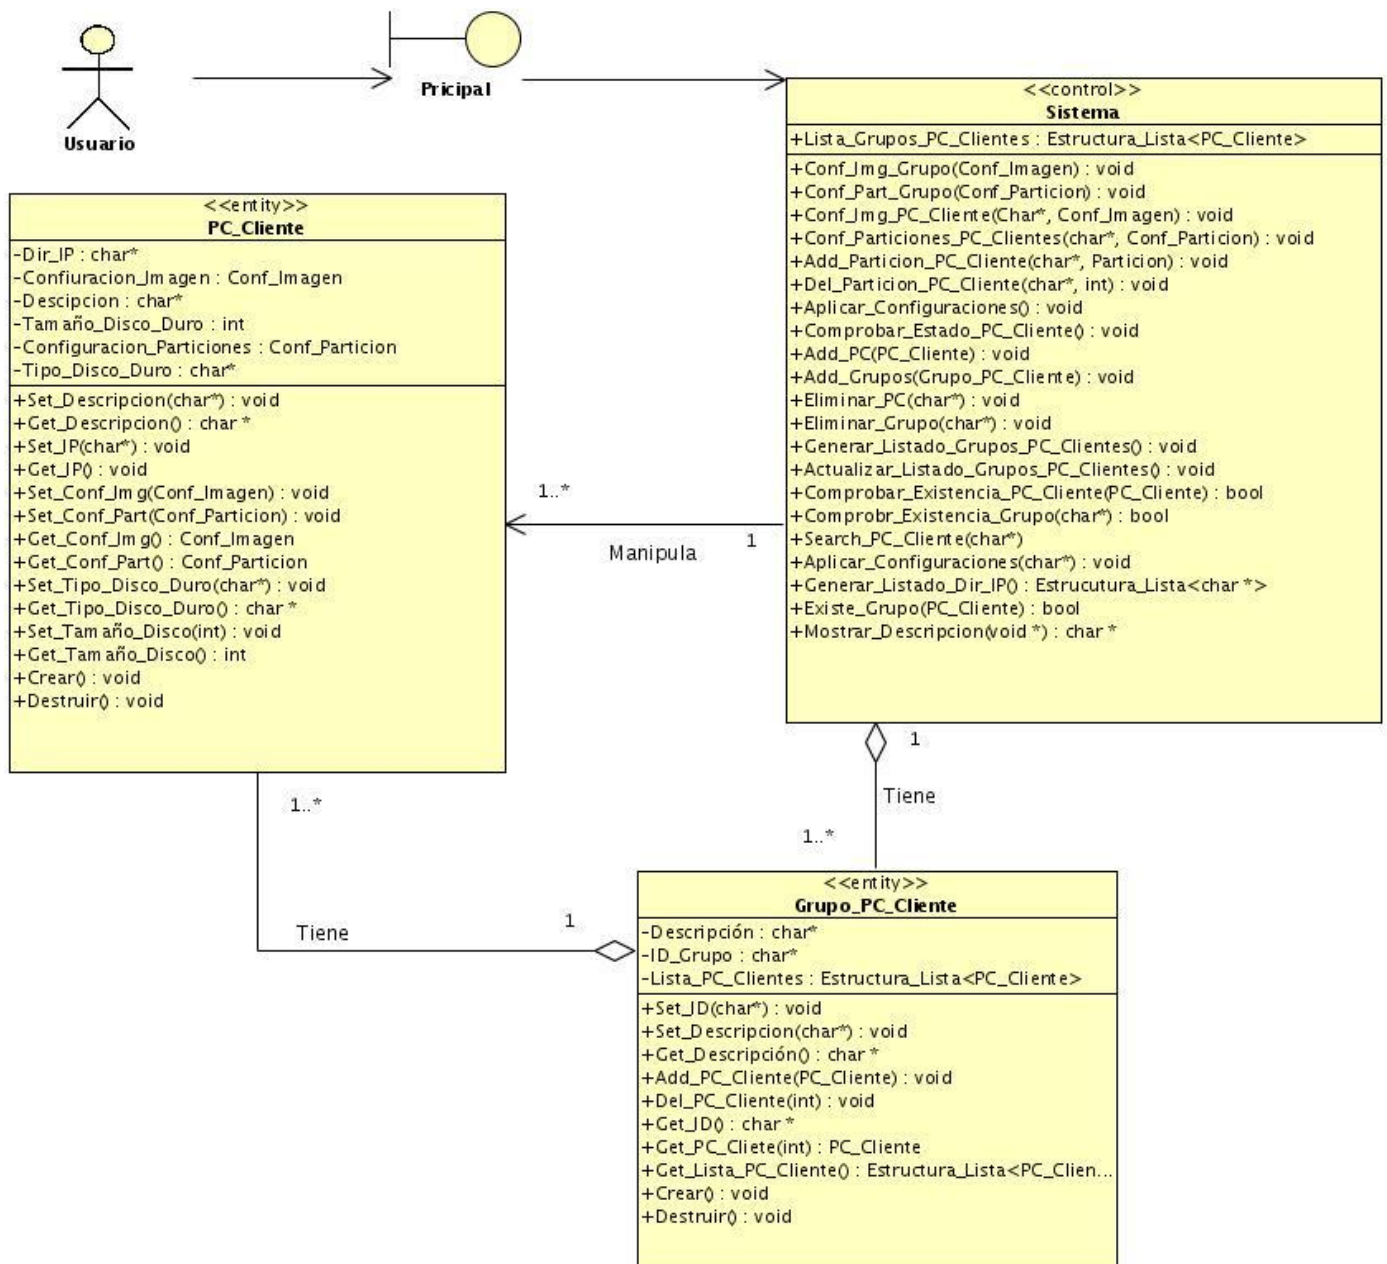 Usuario
Pricipal
<<control>>
Sistema
+Lista_Grupos_PC_Clientes : Estructura_Lista<PC_Cliente>
+Conf_Img_Grupo(Conf_Imagen) : void
+Conf_Part_Grupo(Conf_Particion) : void
+Conf_Img_PC_Cliente(Char*, Conf_Imagen) : void
+Conf_Particiones_PC_Clientes(char*, Conf_Particion) : void
+Add_Particion_PC_Cliente(char*, Particion) : void
+Del_Particion_PC_Cliente(char*, int) : void
+Aplicar_Configuraciones() : void
+Comprobar_Estado_PC_Cliente() : void
+Add_PC(PC_Cliente) : void
+Add_Grupos(Grupo_PC_Cliente) : void
+Eliminar_PC(char*) : void
+Eliminar_Grupo(char*) : void
+Generar_Listado_Grupos_PC_Clientes() : void
+Actualizar_Listado_Grupos_PC_Clientes() : void
+Comprobar_Existencia_PC_Cliente(PC_Cliente) : bool
+Comprobr_Existencia_Grupo(char*) : bool
+Search_PC_Cliente(char*)
+Aplicar_Configuraciones(char*) : void
+Generar_Listado_Dir_IP() : Estrucutura_Lista<char *>
+Existe_Grupo(PC_Cliente) : bool
+Mostrar_Descripcion(void *) : char *
<<entity>>
PC_Cliente
-Dir_IP : char*
-Confiuracion_Imagen : Conf_Imagen
-Descipcion : char*
-Tamaño_Disco_Duro : int
-Configuracion_Particiones : Conf_Particion
-Tipo_Disco_Duro : char*
+Set_Descripcion(char*) : void
+Get_Descripcion() : char *
+Set_IP(char*) : void
+Get_IP() : void
+Set_Conf_Img(Conf_Imagen) : void
+Set_Conf_Part(Conf_Particion) : void
+Get_Conf_Img() : Conf_Imagen
+Get_Conf_Part() : Conf_Particion
+Set_Tipo_Disco_Duro(char*) : void
+Get_Tipo_Disco_Duro() : char *
+Set_Tamaño_Disco(int) : void
+Get_Tamaño_Disco() : int
+Crear() : void
+Destruir() : void
1..*
Manipula
1
1
Tiene
1..*
1..*
Tiene
1
<<entity>>
Grupo_PC_Cliente
-Descripción : char*
-ID_Grupo : char*
-Lista_PC_Clientes : Estructura_Lista<PC_Cliente>
+Set_ID(char*) : void
+Set_Descripcion(char*) : void
+Get_Descripción() : char *
+Add_PC_Cliente(PC_Cliente) : void
+Del_PC_Cliente(int) : void
+Get_ID() : char *
+Get_PC_Cliete(int) : PC_Cliente
+Get_Lista_PC_Cliente() : Estructura_Lista<PC_Clien...
+Crear() : void
+Destruir() : void